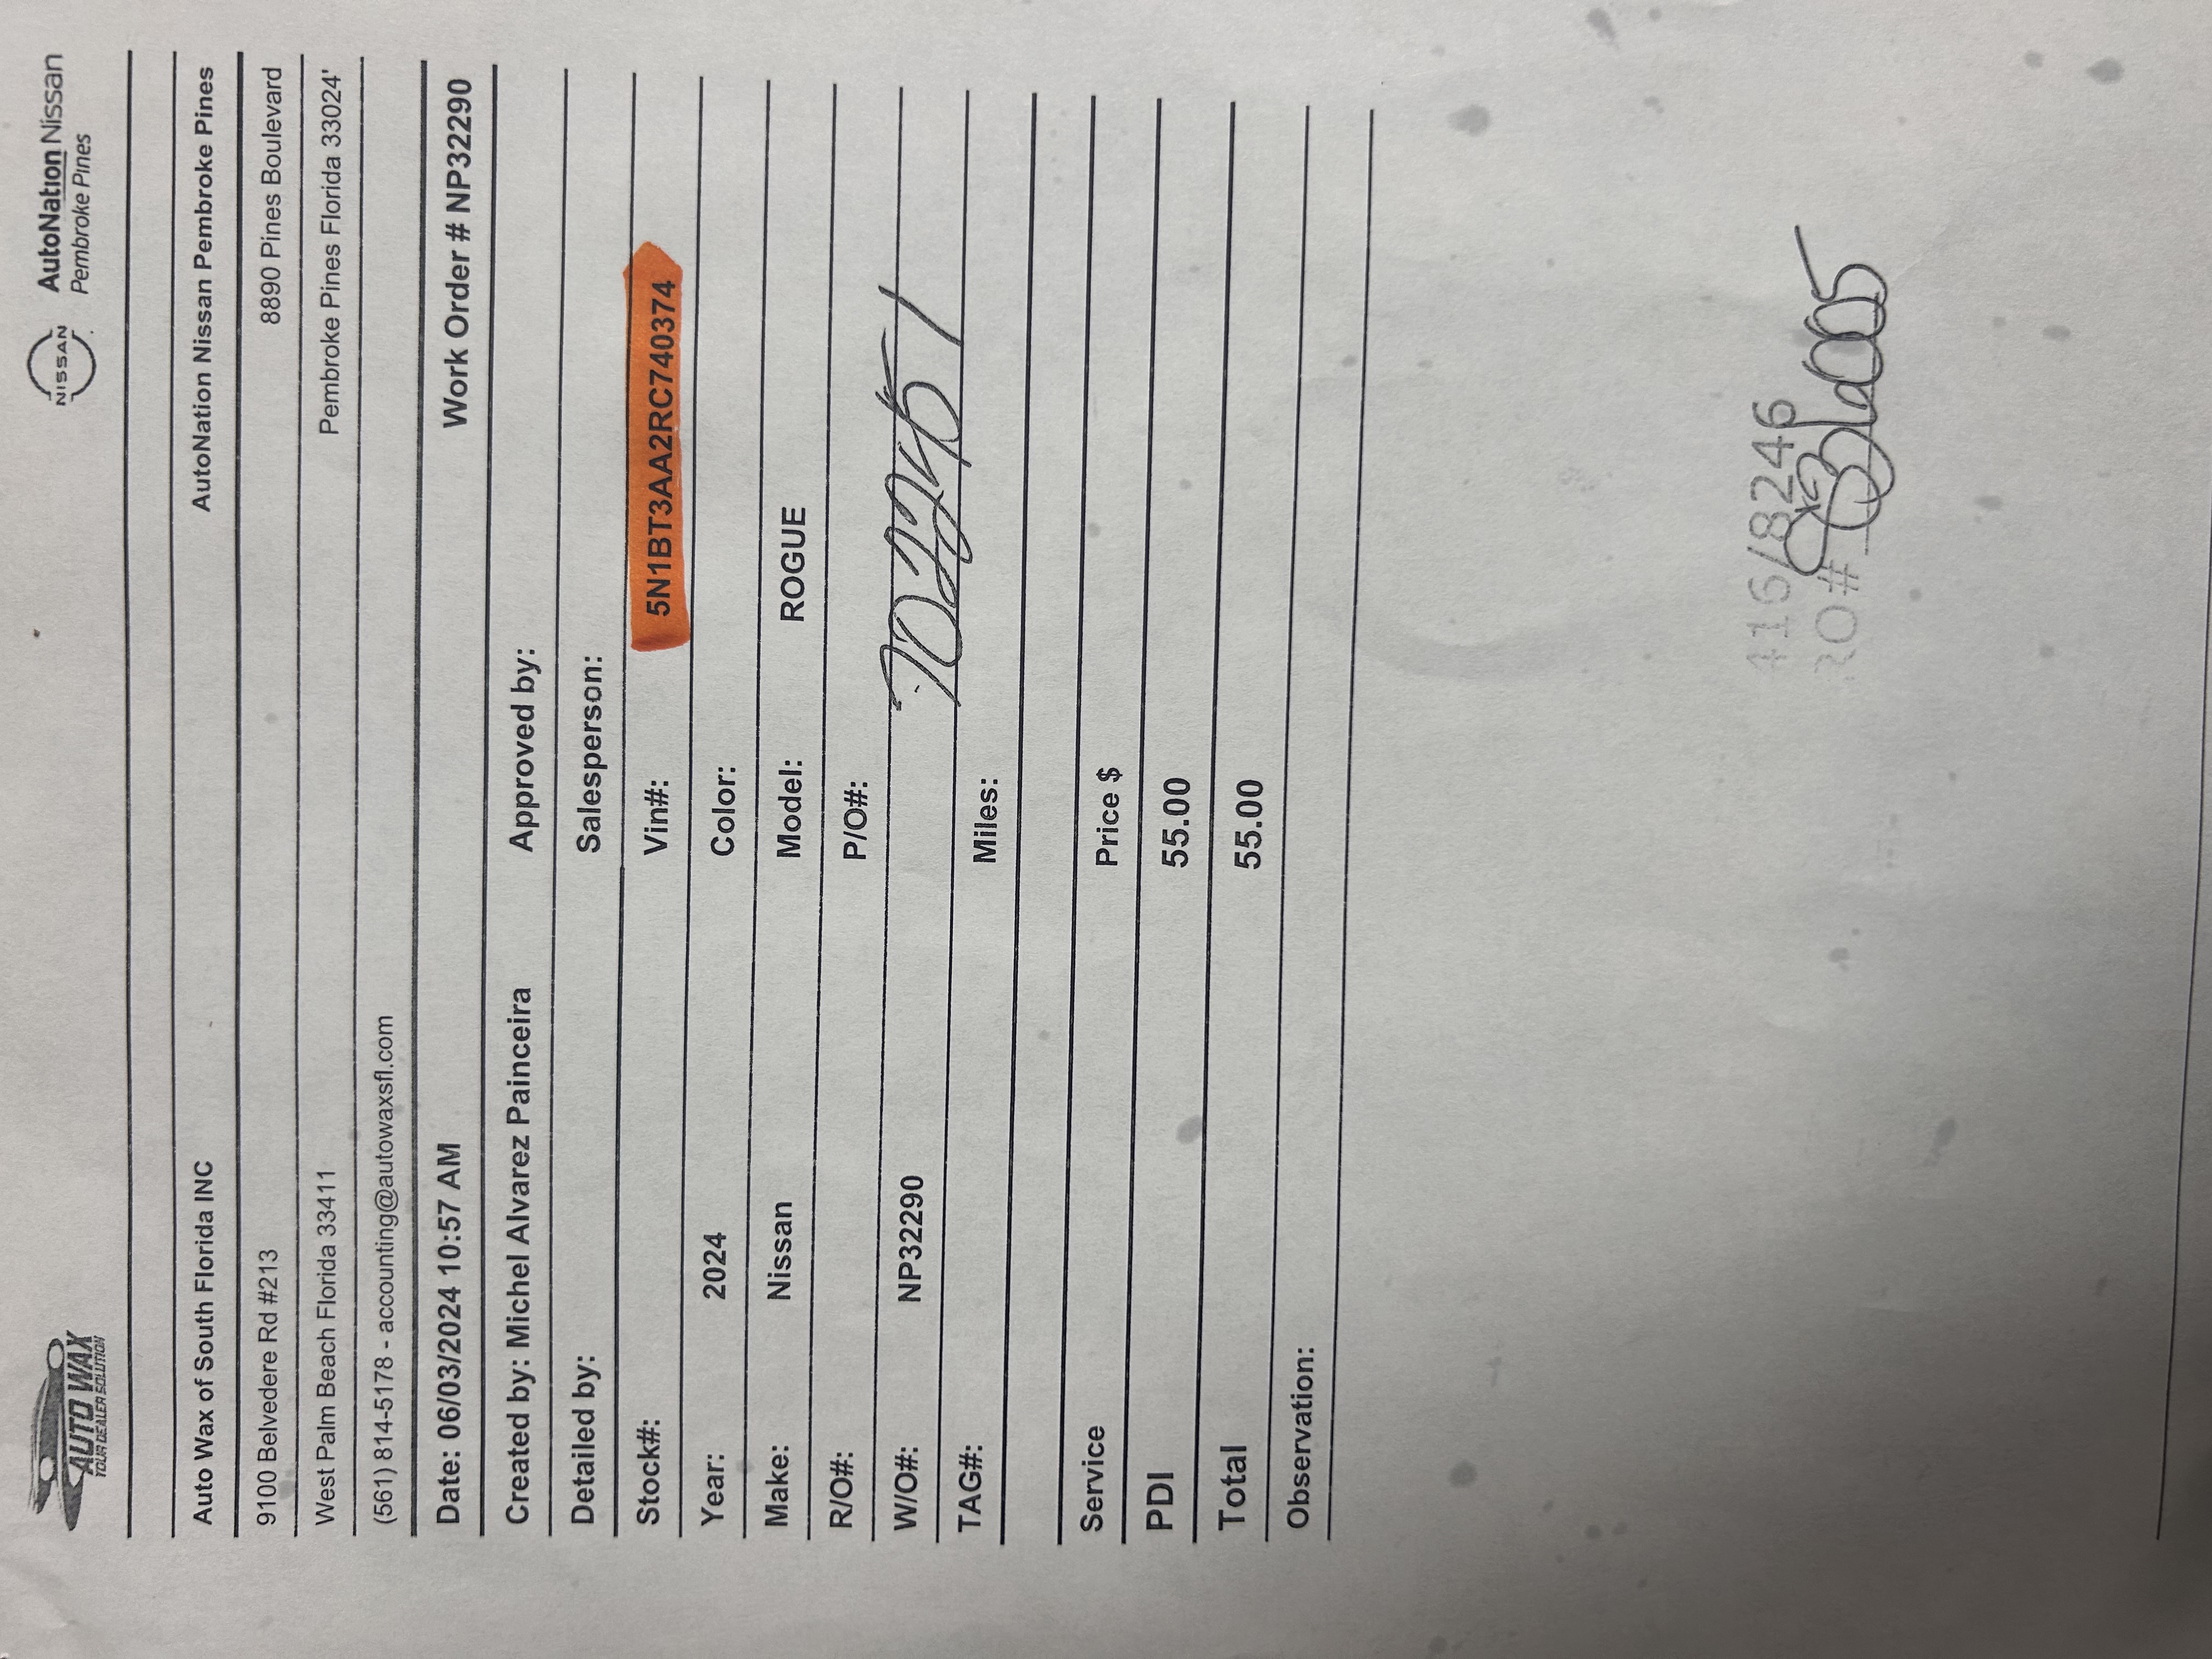 AUTO WAX
YOUR DEALER SOLUTION
NISSAN
AutoNation Nissan
Pembroke Pines
Auto Wax of South Florida INC AutoNation Nissan Pembroke Pines
9100 Belvedere Rd #213 8890 Pines Boulevard
West Palm Beach Florida 33411 Pembroke Pines Florida 33024'
(561) 814-5178 - accounting@autowaxsfl.com
Date: 06/03/2024 10:57 AM Work Order # NP32290
Created by: Michel Alvarez Painceira Approved by:
Detailed by: Salesperson:
Stock#: Vin#: 5N1BT3AA2RC740374
Year: 2024 Color:
Make: Nissan Model: ROGUE
R/O#: P/O#:
W/O#: NP32290
TAG#: Miles:
Service Price $
PDI 55.00
Total 55.00
Observation:
416/8246
RO#